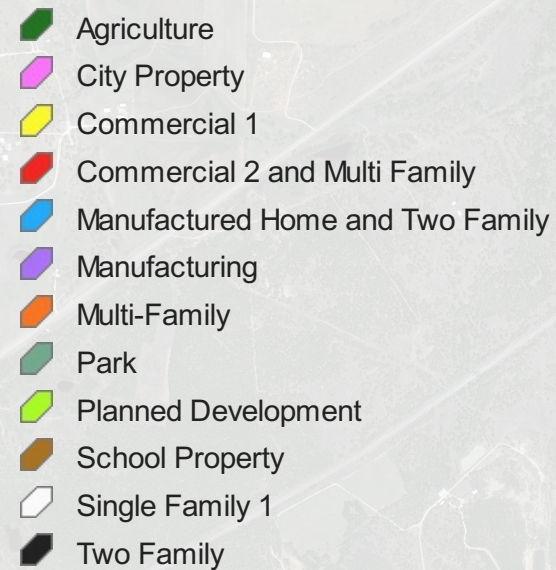 Agriculture
City Property
Commercial 1
Commercial 2 and Multi Family
Manufactured Home and Two Family
Manufacturing
Multi-Family
Park
Planned Development
School Property
Single Family 1
Two Family